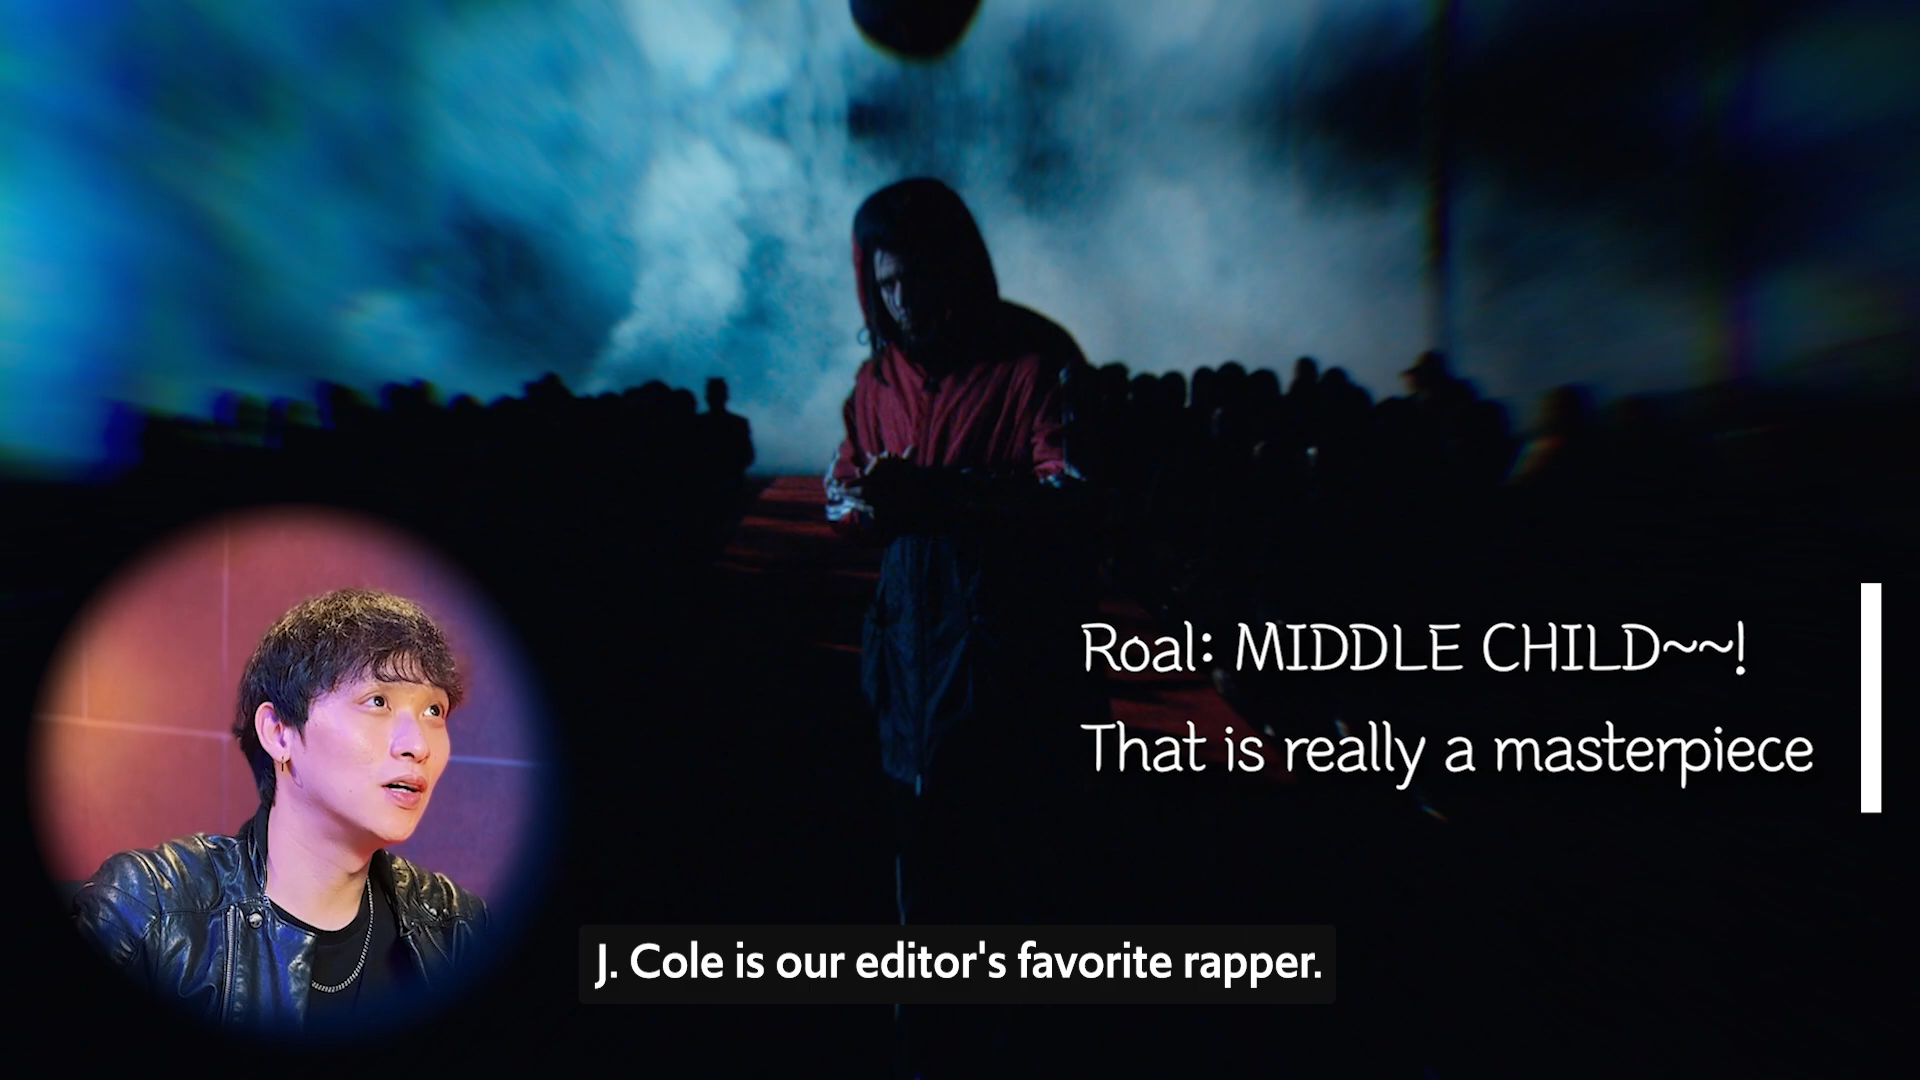 Roal: MIDDLE CHILD~~!
That is really a masterpiece
J. Cole is our editor's favorite rapper.